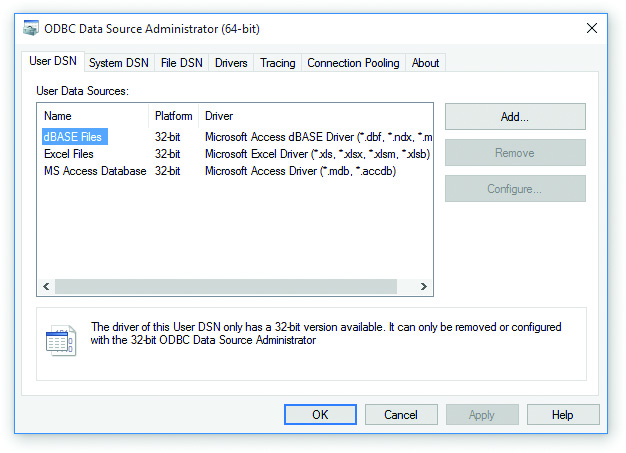 ODBC Data Source Administrator (64-bit)
User DSN System DSN File DSN Drivers Tracing Connection Pooling About
User Data Sources:
Name Platform Driver
dBASE Files 32-bit Microsoft Access dBASE Driver (*.dbf, *.ndx, *.m
Excel Files 32-bit Microsoft Excel Driver (*.xls, *.xlsx, *.xlsm, *.xlsb)
MS Access Database 32-bit Microsoft Access Driver (*.mdb, *.accdb)
Add...
Remove
Configure...
The driver of this User DSN only has a 32-bit version available. It can only be removed or configured
with the 32-bit ODBC Data Source Administrator
OK Cancel Apply Help